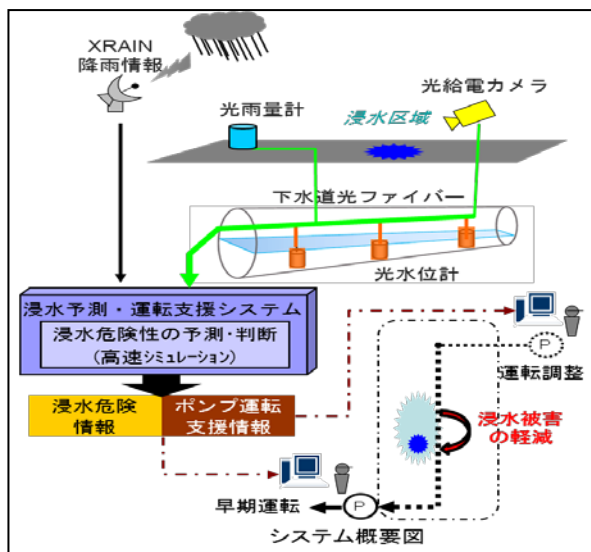 XRAIN
降雨情報
光給電カメラ
光雨量計
浸水区域
下水道光ファイバー
光水位計
浸水予測・運転支援システム
浸水危険性の予測・判断
(高速シミュレーション)
浸水危険
情報
ポンプ運転
支援情報
P
運転調整
浸水被害
の軽減
早期運転
P
システム概要図